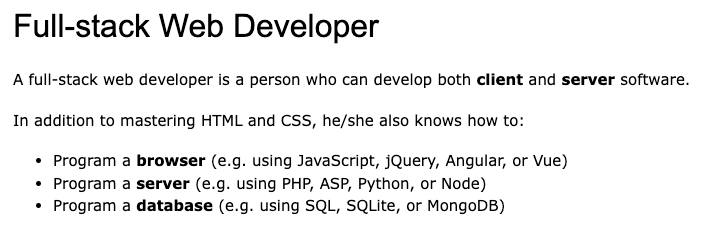 Full-stack Web Developer
A full-stack web developer is a person who can develop both client and server software.
In addition to mastering HTML and CSS, he/she also knows how to:
• Program a browser (e.g. using JavaScript, jQuery, Angular, or Vue)
• Program a server (e.g. using PHP, ASP, Python, or Node)
• Program a database (e.g. using SQL, SQLite, or MongoDB)